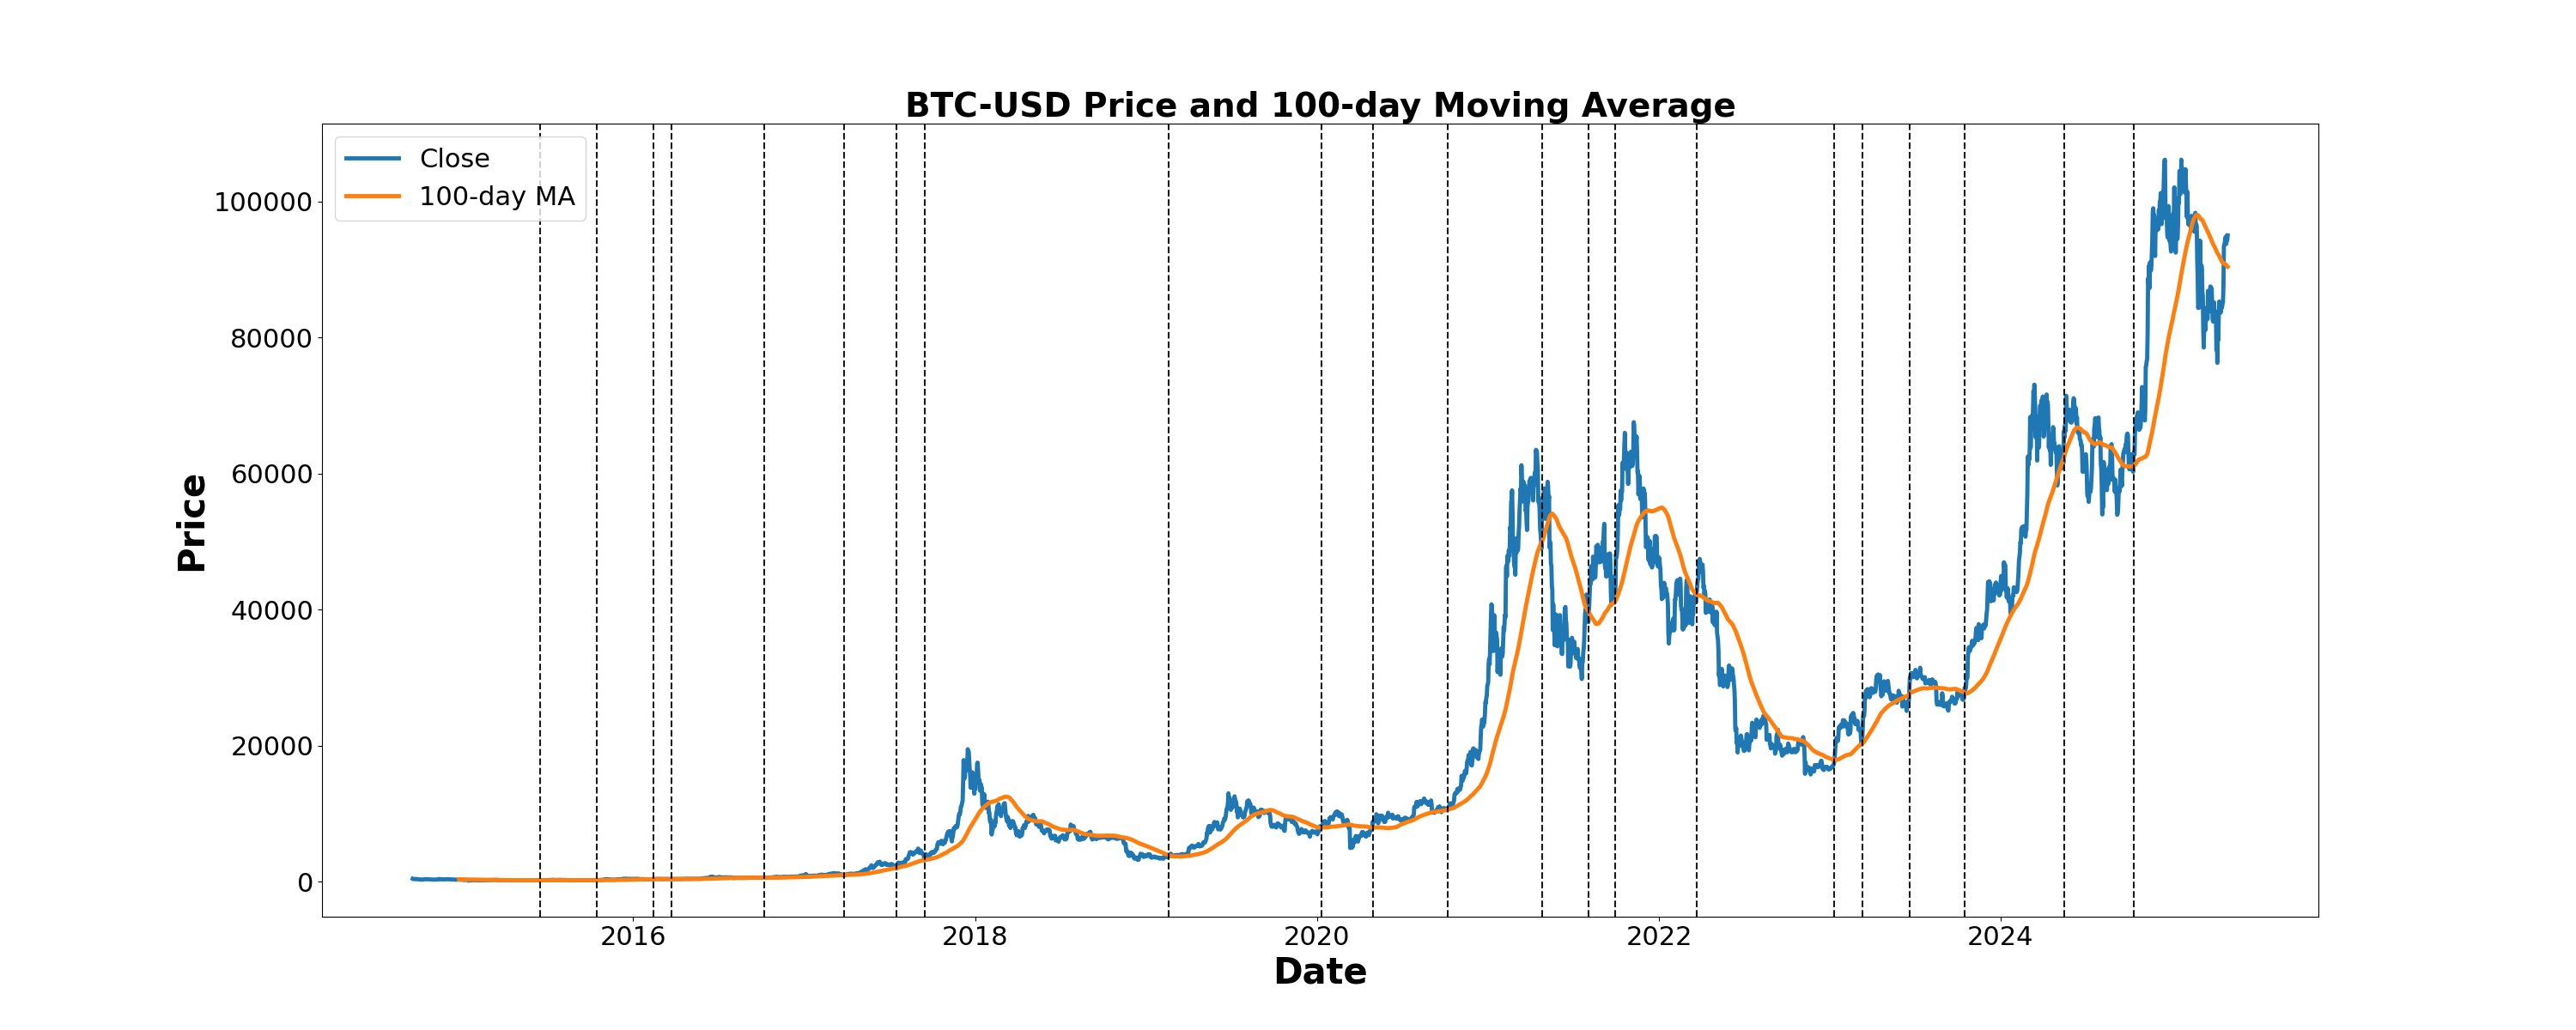 BTC-USD Price and 100-day Moving Average
Close
100-day MA
100000
80000
60000
40000
20000
0
Price
2016 2018 2020 2022 2024
Date